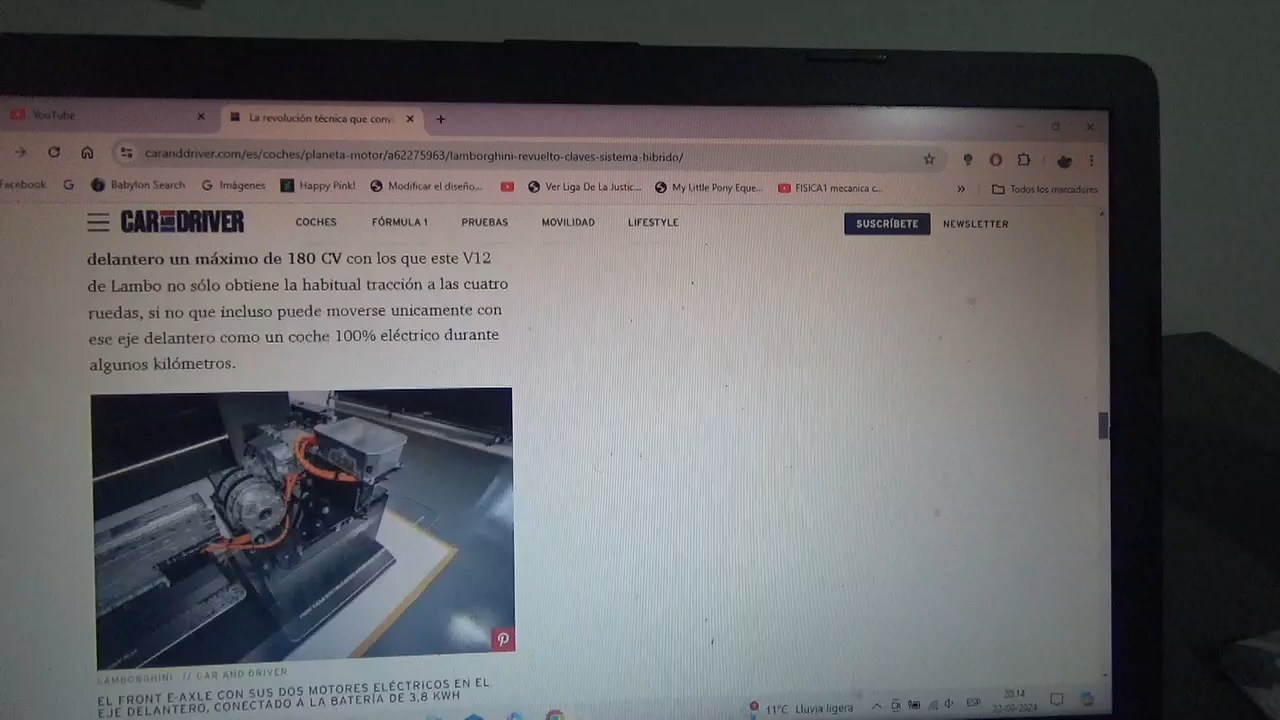 YouTube
La revolución técnica que conv
caranddriver.com/es/coches/planeta-motor/a62275963/lamborghini-revuelto-claves-sistema-hibrido/
Facebook
Babylon Search
Imágenes
Happy Pink!
Modificar el diseño...
Ver Liga De La Justic...
My Little Pony Eque...
FISICA1 mecanica c...
Todos los marcadores
CAR AND DRIVER
COCHES
FÓRMULA 1
PRUEBAS
MOVILIDAD
LIFESTYLE
SUSCRÍBETE
NEWSLETTER
delantero un máximo de 180 CV con los que este V12
de Lambo no sólo obtiene la habitual tracción a las cuatro
ruedas, si no que incluso puede moverse unicamente con
ese eje delantero como un coche 100% eléctrico durante
algunos kilómetros.
LAMBORGHINI // CAR AND DRIVER
EL FRONT E-AXLE CON SUS DOS MOTORES ELÉCTRICOS EN EL
EJE DELANTERO, CONECTADO A LA BATERÍA DE 3,8 KWH
11°C Lluvia ligera
ESP
20:14